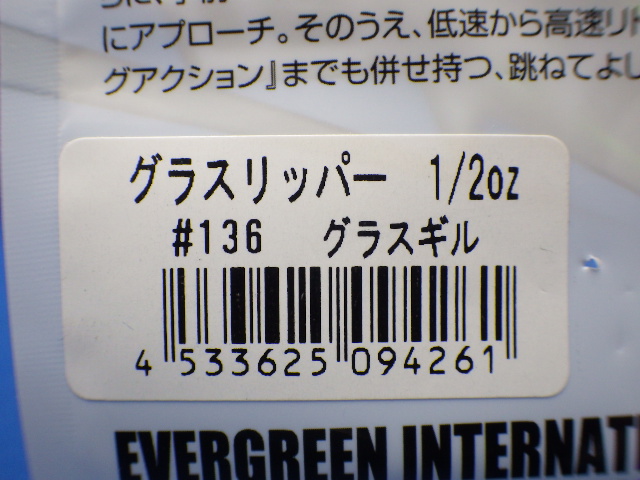 にアプローチ。そのうえ、低速から高速リト
グアクション』までも併せ持つ、跳ねてよし
グラスリッパー 1/2oz
#136 グラスギル
4 533625 094261
EVERGREEN INTERNATI